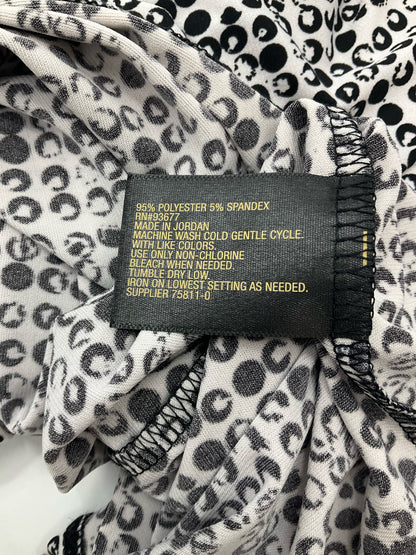 95% POLYESTER 5% SPANDEX
RN#93677
MADE IN JORDAN
MACHINE WASH COLD GENTLE CYCLE.
WITH LIKE COLORS.
USE ONLY NON-CHLORINE
BLEACH WHEN NEEDED.
TUMBLE DRY LOW.
IRON ON LOWEST SETTING AS NEEDED.
SUPPLIER 75811-0